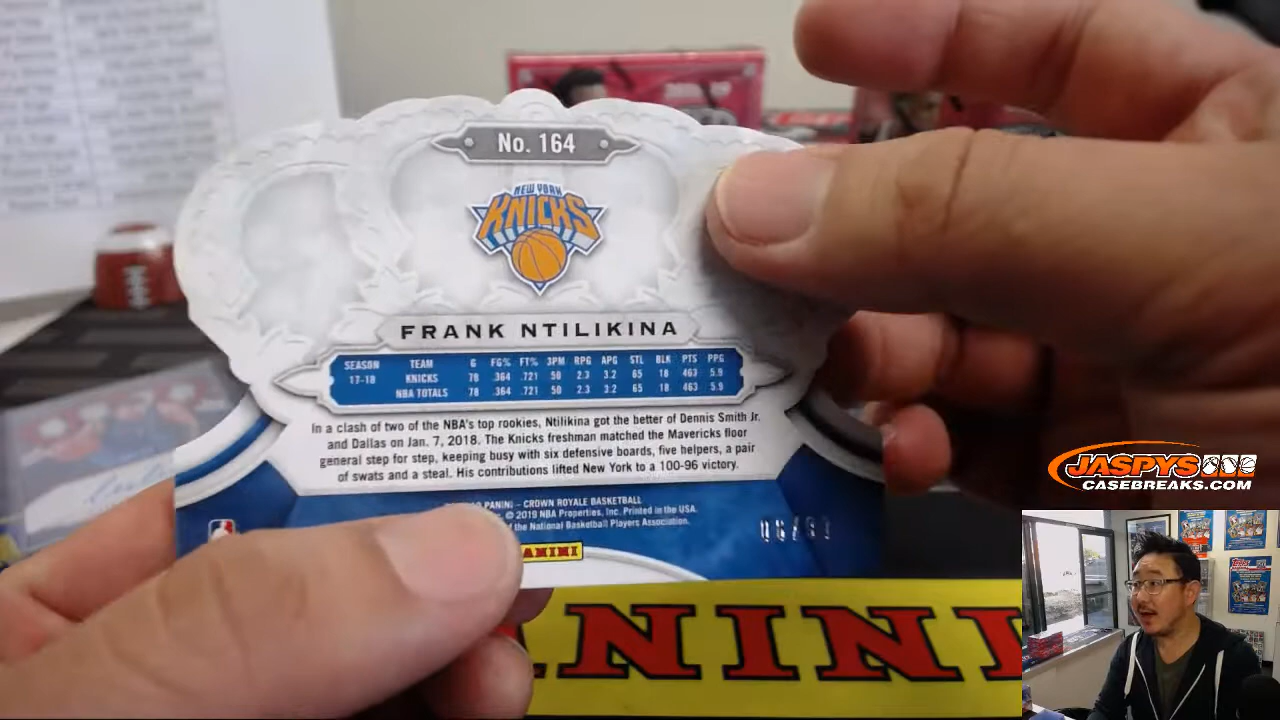 No. 164
NEW YORK
KNICKS
FRANK NTILIKINA
SEASON TEAM G FG% FT% 3PM RPG APG STL BLK PTS PPG
17-18 KNICKS 78 .364 .721 50 2.3 3.2 65 18 463 5.9
NBA TOTALS 78 .364 .721 50 2.3 3.2 65 18 463 5.9
In a clash of two of the NBA's top rookies, Ntilikina got the better of Dennis Smith Jr.
and Dallas on Jan. 7, 2018. The Knicks freshman matched the Mavericks floor
general step for step, keeping busy with six defensive boards, five helpers, a pair
of swats and a steal. His contributions lifted New York to a 100-96 victory.
PANINI – CROWN ROYALE BASKETBALL
© 2019 NBA Properties, Inc. Printed in the USA.
of the National Basketball Players Association.
PANINI
PANINI
JASPYS
CASEBREAKS.COM